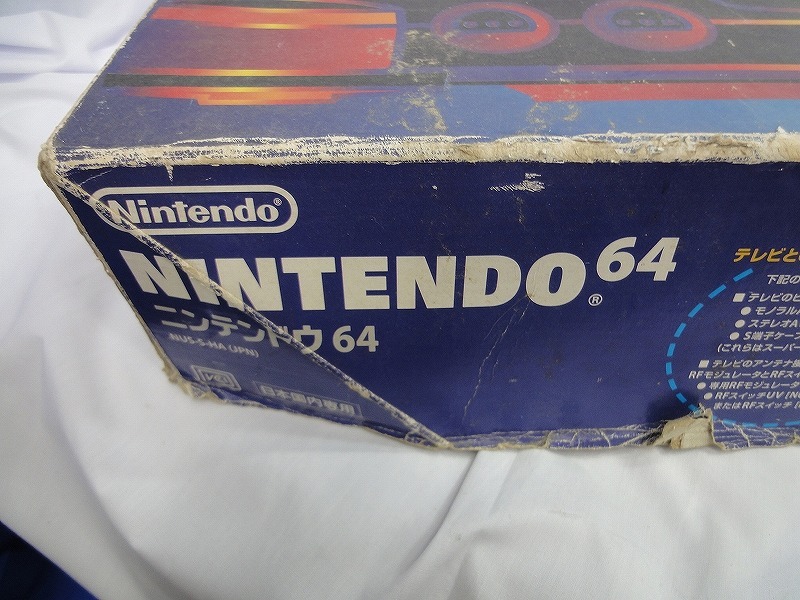 Nintendo®
NINTENDO64®
ニンテンドウ64
NUS-S-HA (JPN)
日本国内専用
テレビと
下記の
■ テレビのビ
● モノラル
● ステレオA
● S端子ケーブ
(これらはスーパー
■ テレビのアンテナ
RFモジュレータとRFスイ
● 専用RFモジュレータ
● RFスイッチUV (NU
またはRFスイッチ (